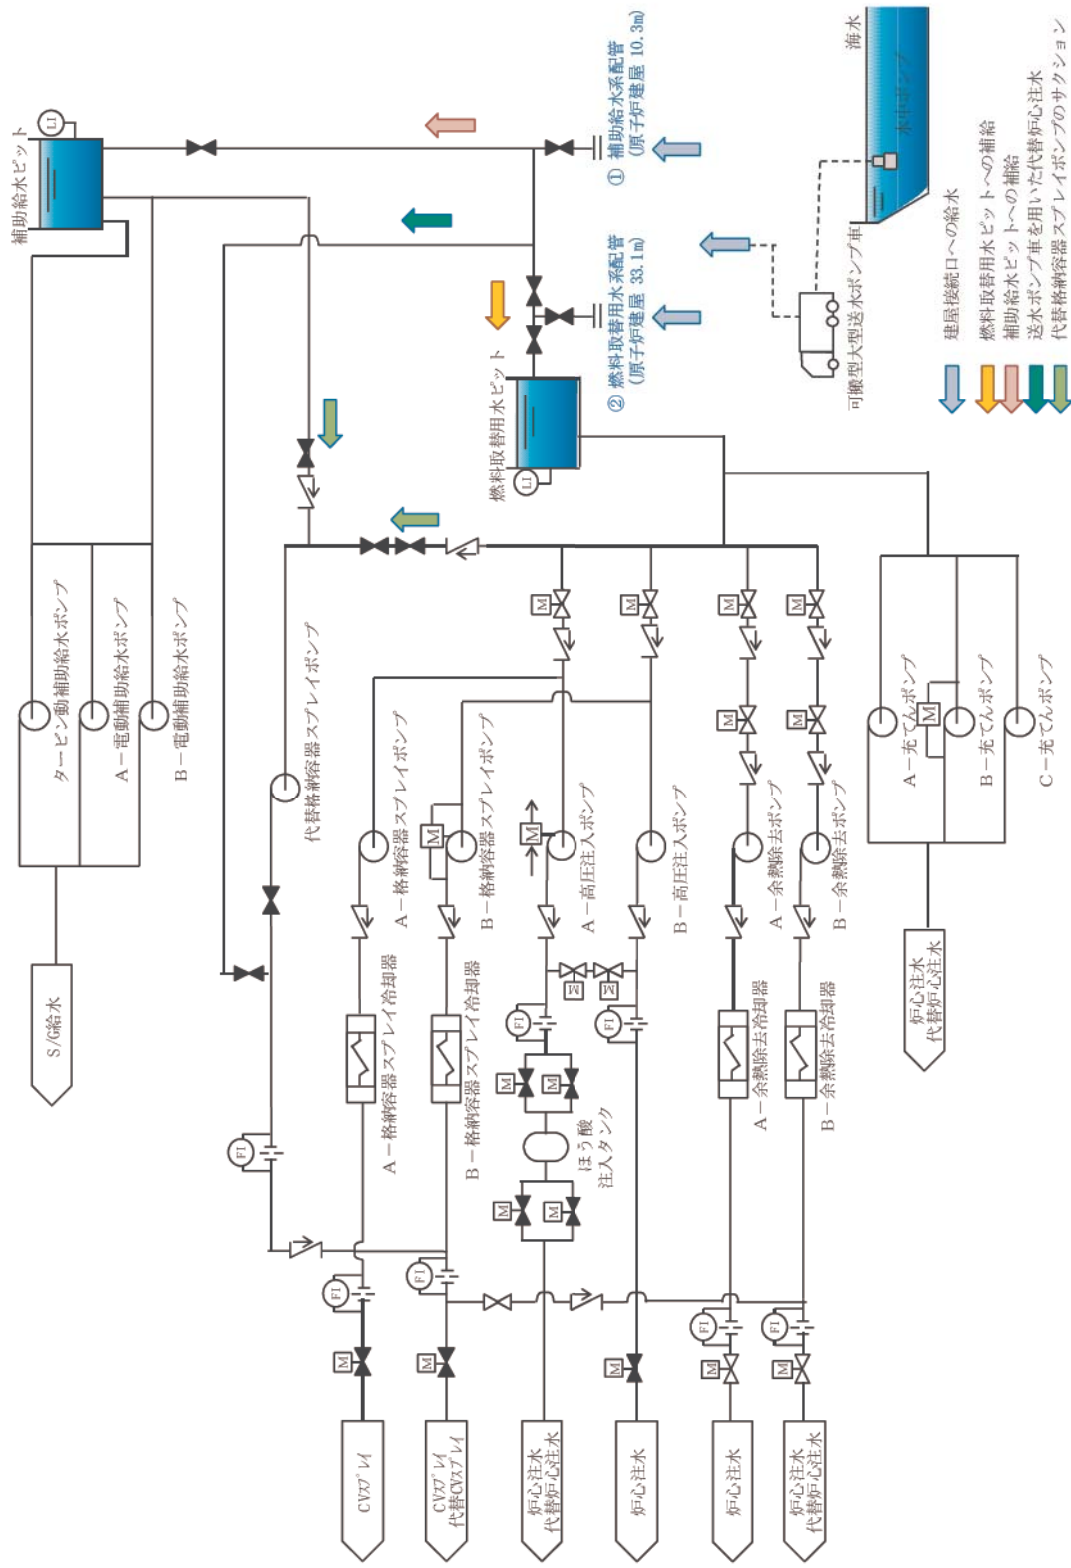 補助給水ピット
LI
海水
水中ポンプ
可搬型大型送水ポンプ車
① 補助給水系配管
(原子炉建屋 10.3m)
② 燃料取替用水系配管
(原子炉建屋 33.1m)
燃料取替用水ピット
LI
建屋接続口への給水
燃料取替用水ピットへの補給
補助給水ピットへの補給
送水ポンプ車を用いた代替炉心注水
代替格納容器スプレイポンプのサクション
タービン動補助給水ポンプ
A－電動補助給水ポンプ
B－電動補助給水ポンプ
代替格納容器スプレイポンプ
A－格納容器スプレイポンプ
M
B－格納容器スプレイポンプ
M
A－高圧注入ポンプ
B－高圧注入ポンプ
M
M
M
M
M
M
A－余熱除去ポンプ
B－余熱除去ポンプ
A－充てんポンプ
M
B－充てんポンプ
C－充てんポンプ
S/G給水
FI
A－格納容器スプレイ冷却器
B－格納容器スプレイ冷却器
FI
M
M
FI
M
M
ほう酸
注入タンク
M
M
A－余熱除去冷却器
B－余熱除去冷却器
炉心注水
代替炉心注水
FI
FI
FI
FI
M
M
M
M
M
CVｽﾌﾟﾚｲ
CVｽﾌﾟﾚｲ
代替CVｽﾌﾟﾚｲ
炉心注水
代替炉心注水
炉心注水
炉心注水
炉心注水
代替炉心注水